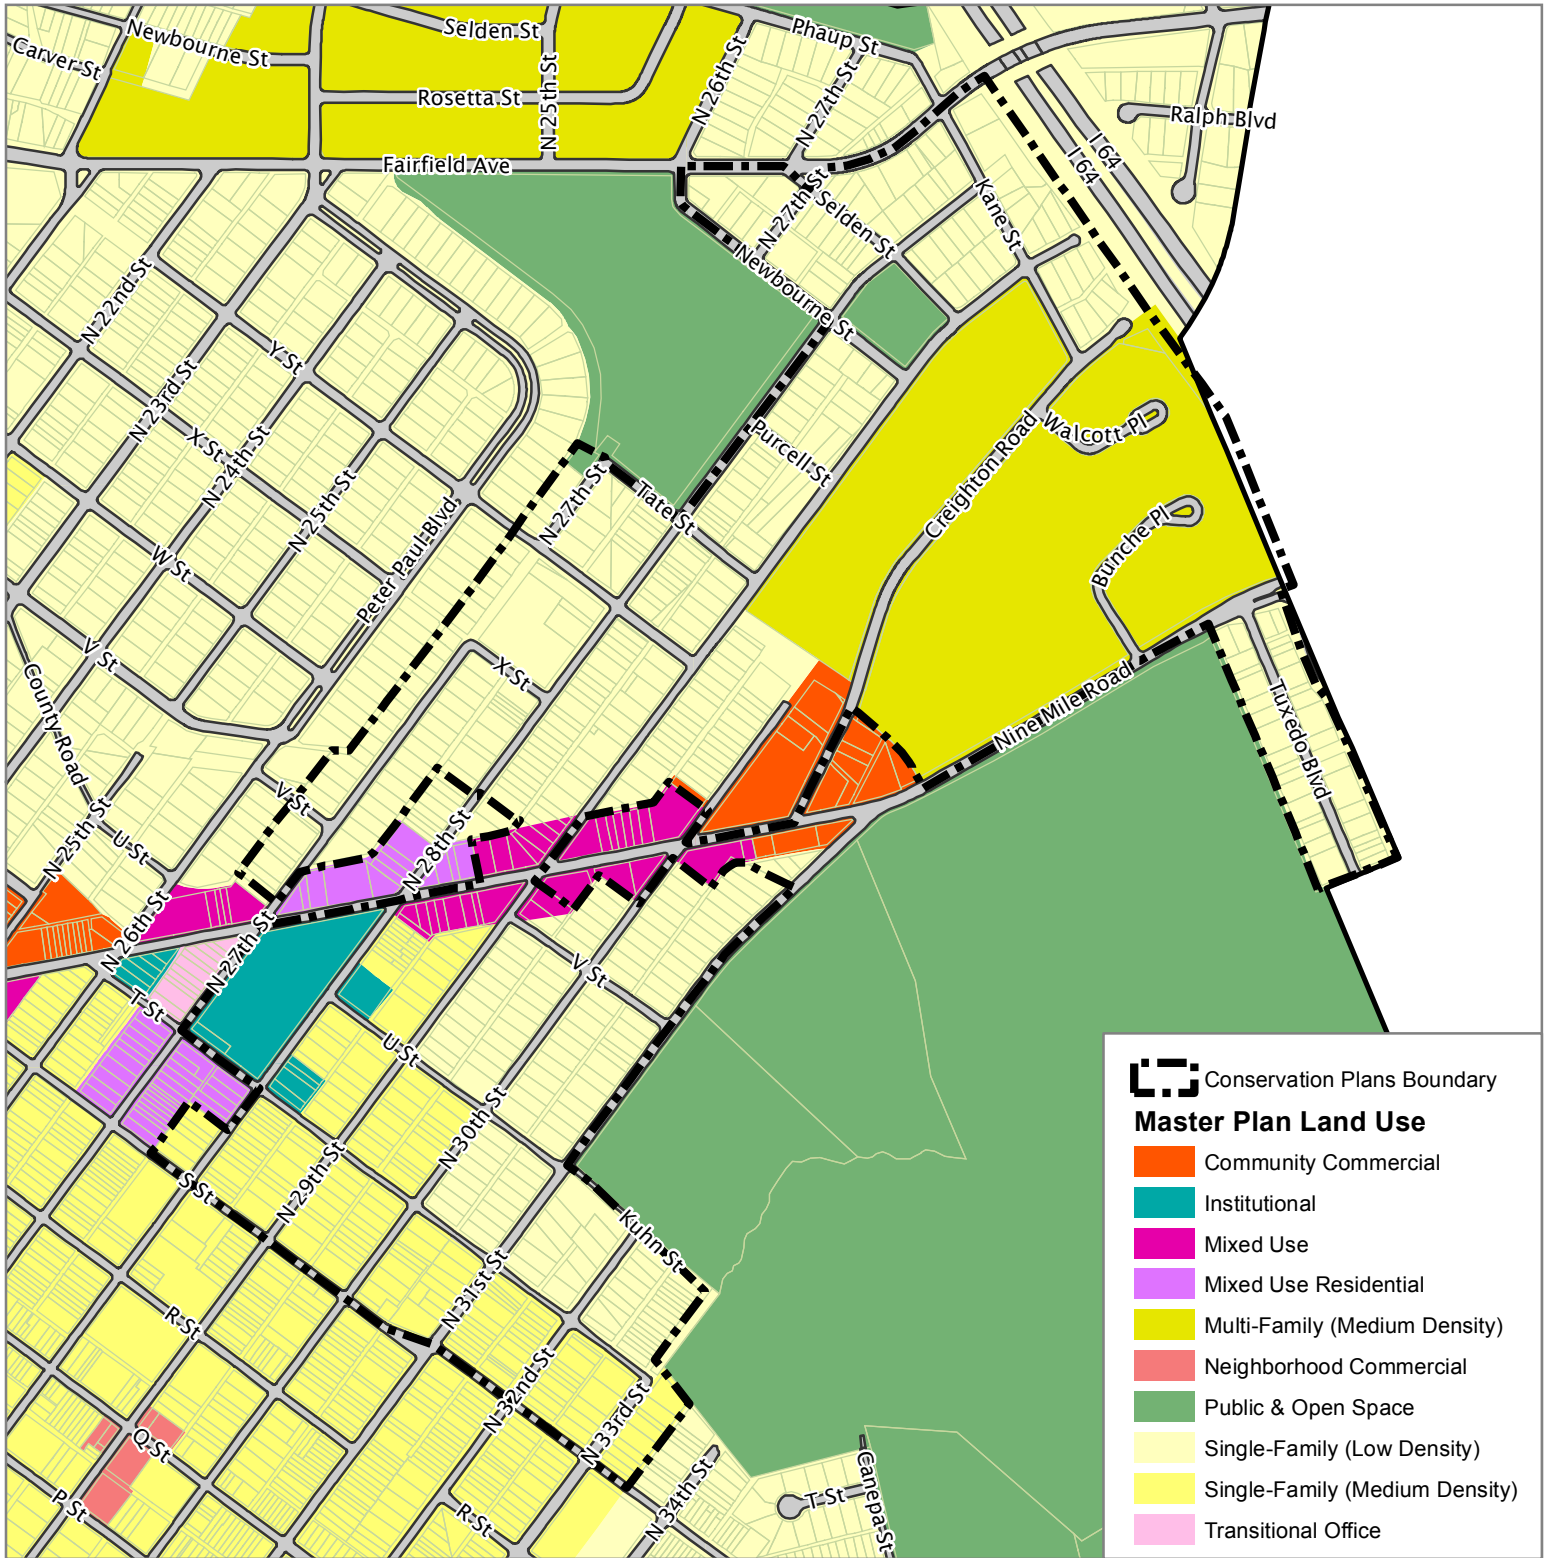 Selden St
Phaup St
Newbourne St
Carver St
N 25th St
N 26th St
N 27th St
Rosetta St
Ralph Blvd
I 64
I 64
Fairfield Ave
N 27th St
Selden St
Kane St
Newbourne St
N 22nd St
Y St
N 23rd St
X St
N 24th St
N 25th St
Purcell St
Walcott Pl
Creighton Road
N 27th St
Tate St
Bunche Pl
Peter Paul Blvd
W St
V St
County Road
X St
Nine Mile Road
Tuxedo Blvd
V St
N 25th St
U St
N 28th St
N 26th St
N 27th St
V St
T St
U St
N 30th St
N 29th St
S St
Kuhn St
N 31st St
R St
N 32nd St
N 33rd St
Q St
P St
R St
N 34th St
T St
Canepa St
Conservation Plans Boundary
Master Plan Land Use
Community Commercial
Institutional
Mixed Use
Mixed Use Residential
Multi-Family (Medium Density)
Neighborhood Commercial
Public & Open Space
Single-Family (Low Density)
Single-Family (Medium Density)
Transitional Office